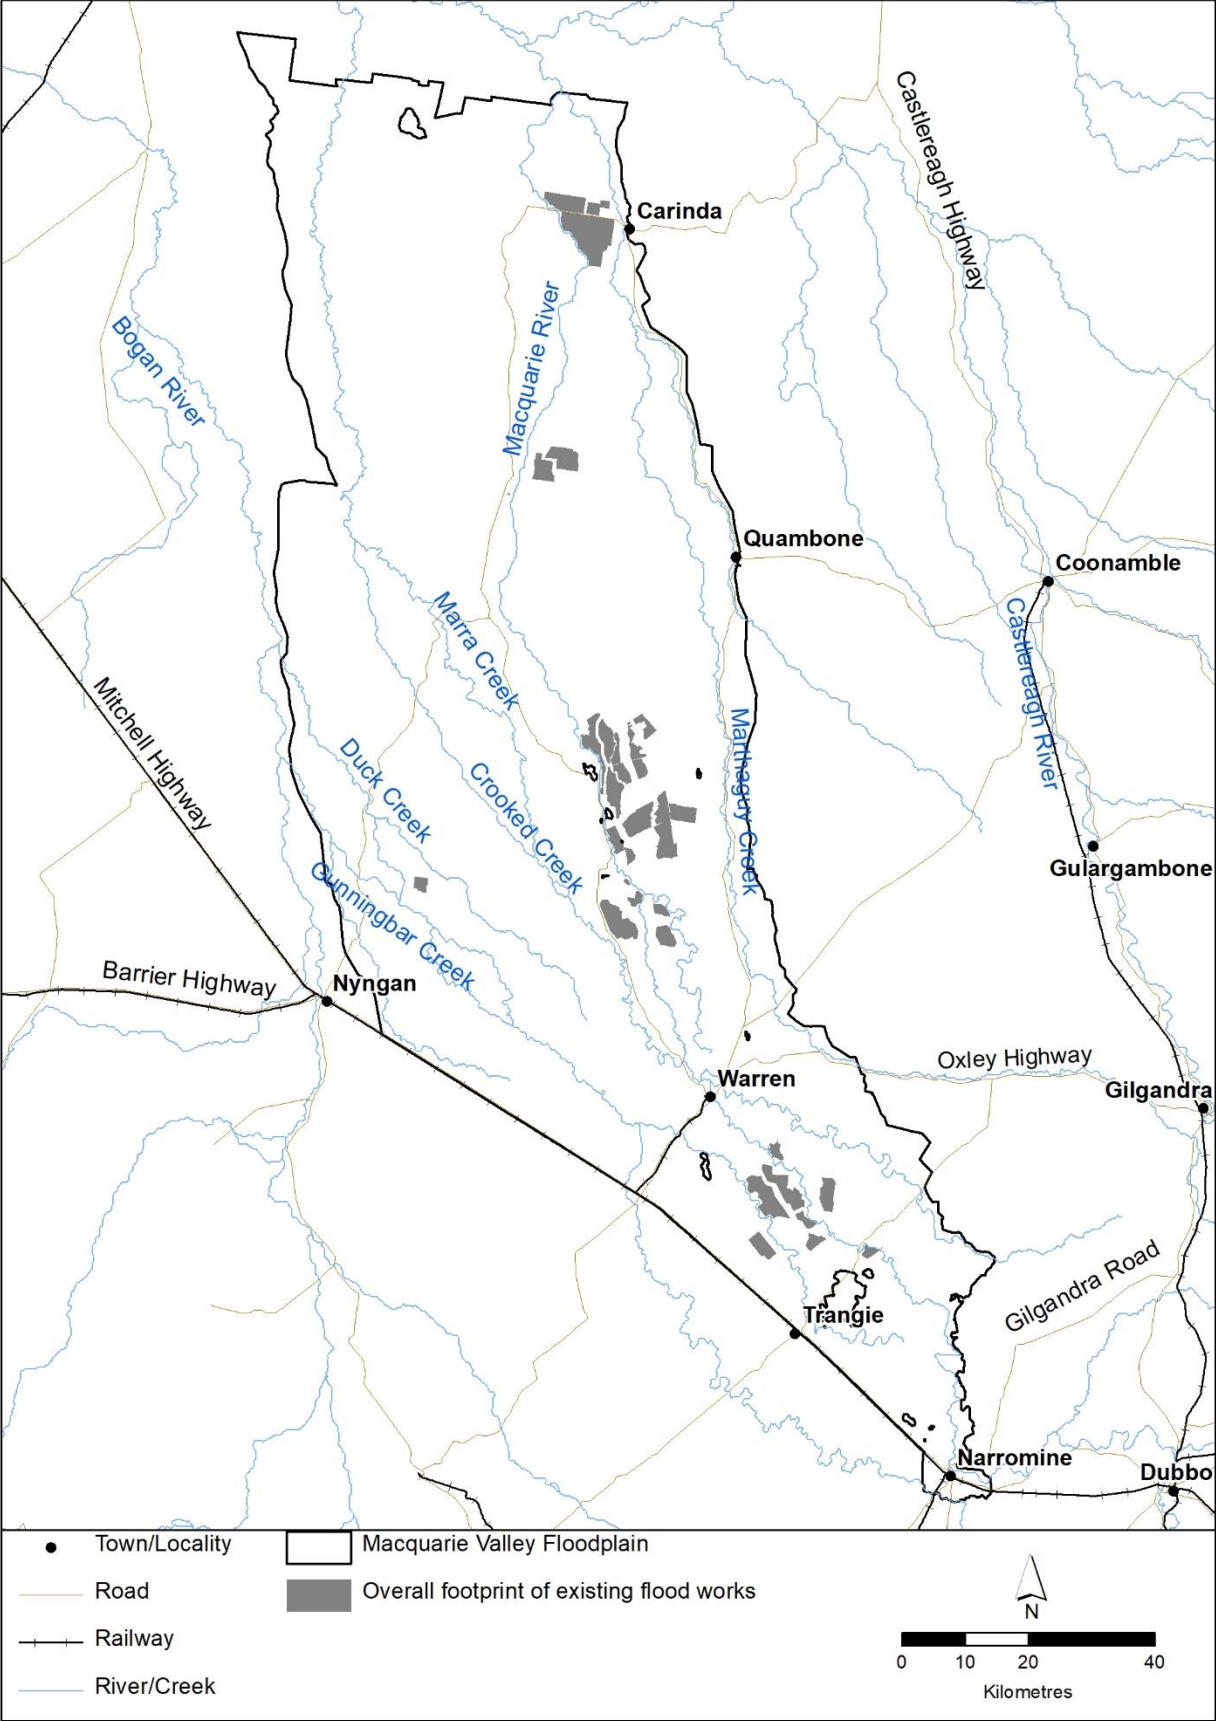 Castlereagh Highway
Carinda
Bogan River
Macquarie River
Quambone
Coonamble
Marra Creek
Castlereagh River
Mitchell Highway
Duck Creek
Crooked Creek
Marthaguy Creek
Gulargambone
Gunningbar Creek
Barrier Highway
Nyngan
Oxley Highway
Warren
Gilgandra
Gilgandra Road
Trangie
Narromine
Dubbo
Town/Locality
Macquarie Valley Floodplain
Road
Overall footprint of existing flood works
Railway
River/Creek
N
0 10 20 40
Kilometres